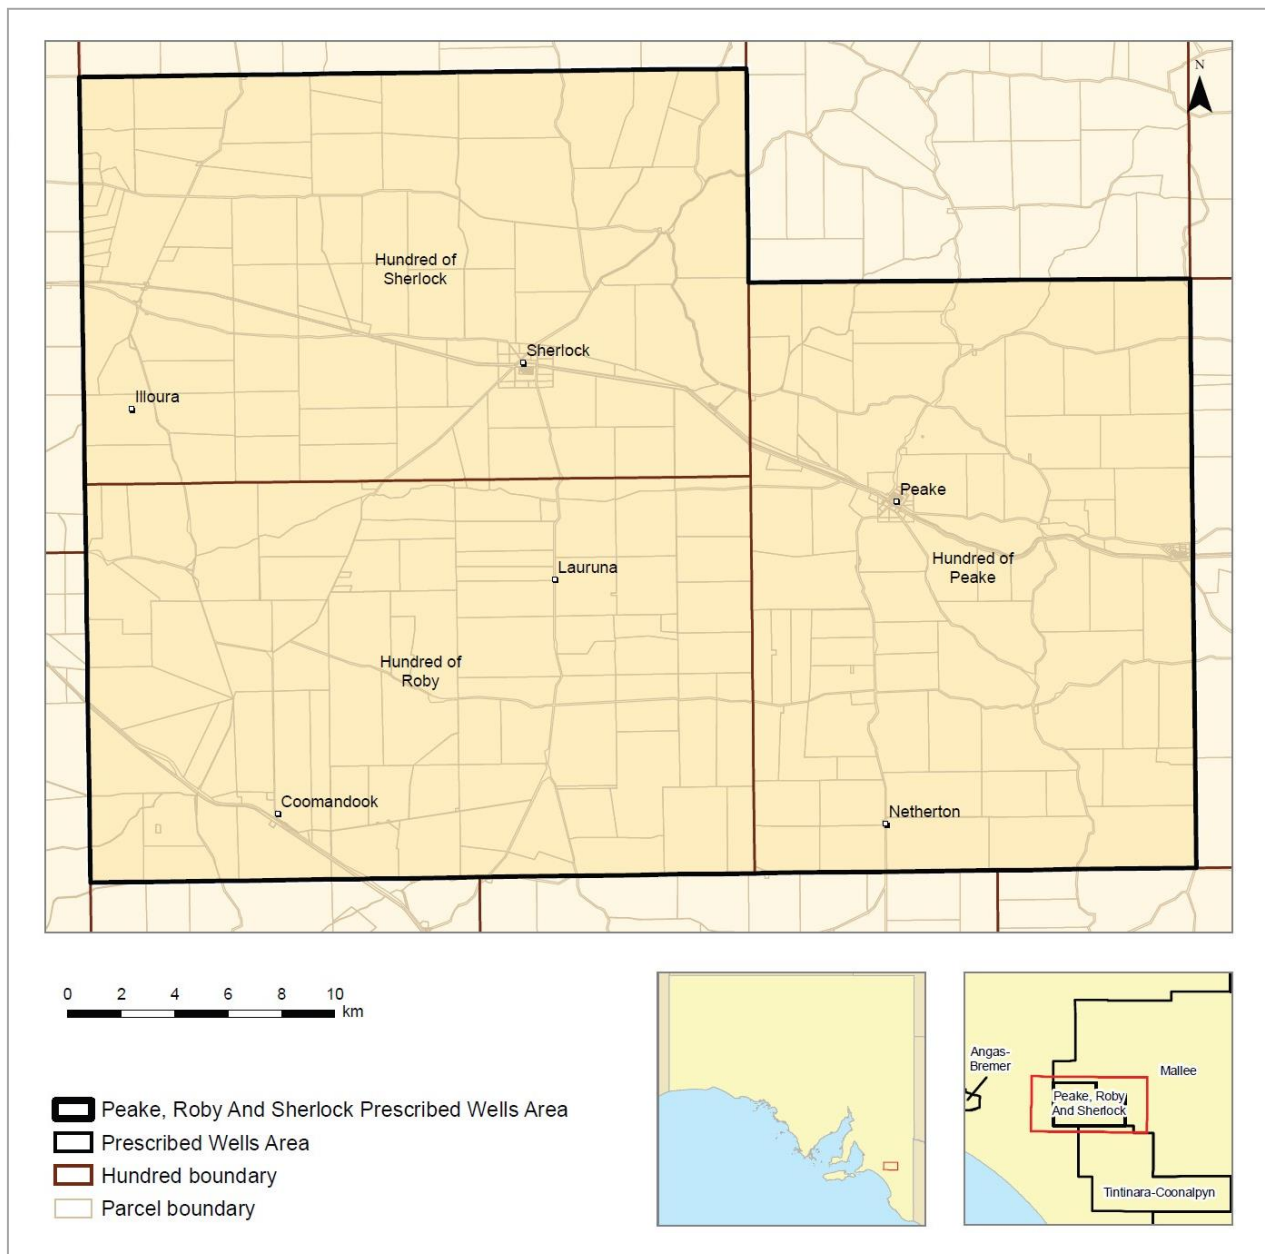 N
Hundred of
Sherlock
Sherlock
Illoura
Peake
Hundred of
Peake
Lauruna
Hundred of
Roby
Coomandook
Netherton
0 2 4 6 8 10
km
Peake, Roby And Sherlock Prescribed Wells Area
Prescribed Wells Area
Hundred boundary
Parcel boundary
Angas-
Bremer
Mallee
Peake, Roby
And Sherlock
Tintinara-Coonalpyn